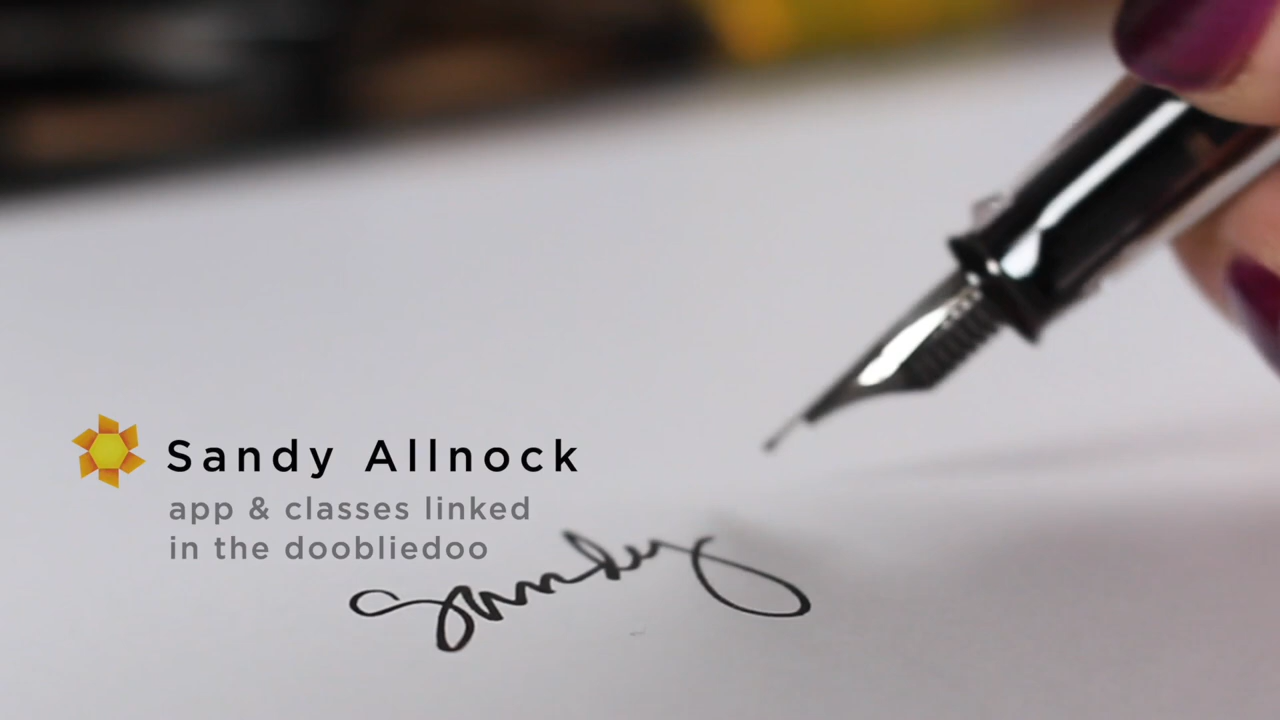 Sandy Allnock
app & classes linked
in the doobliedoo
Sandy